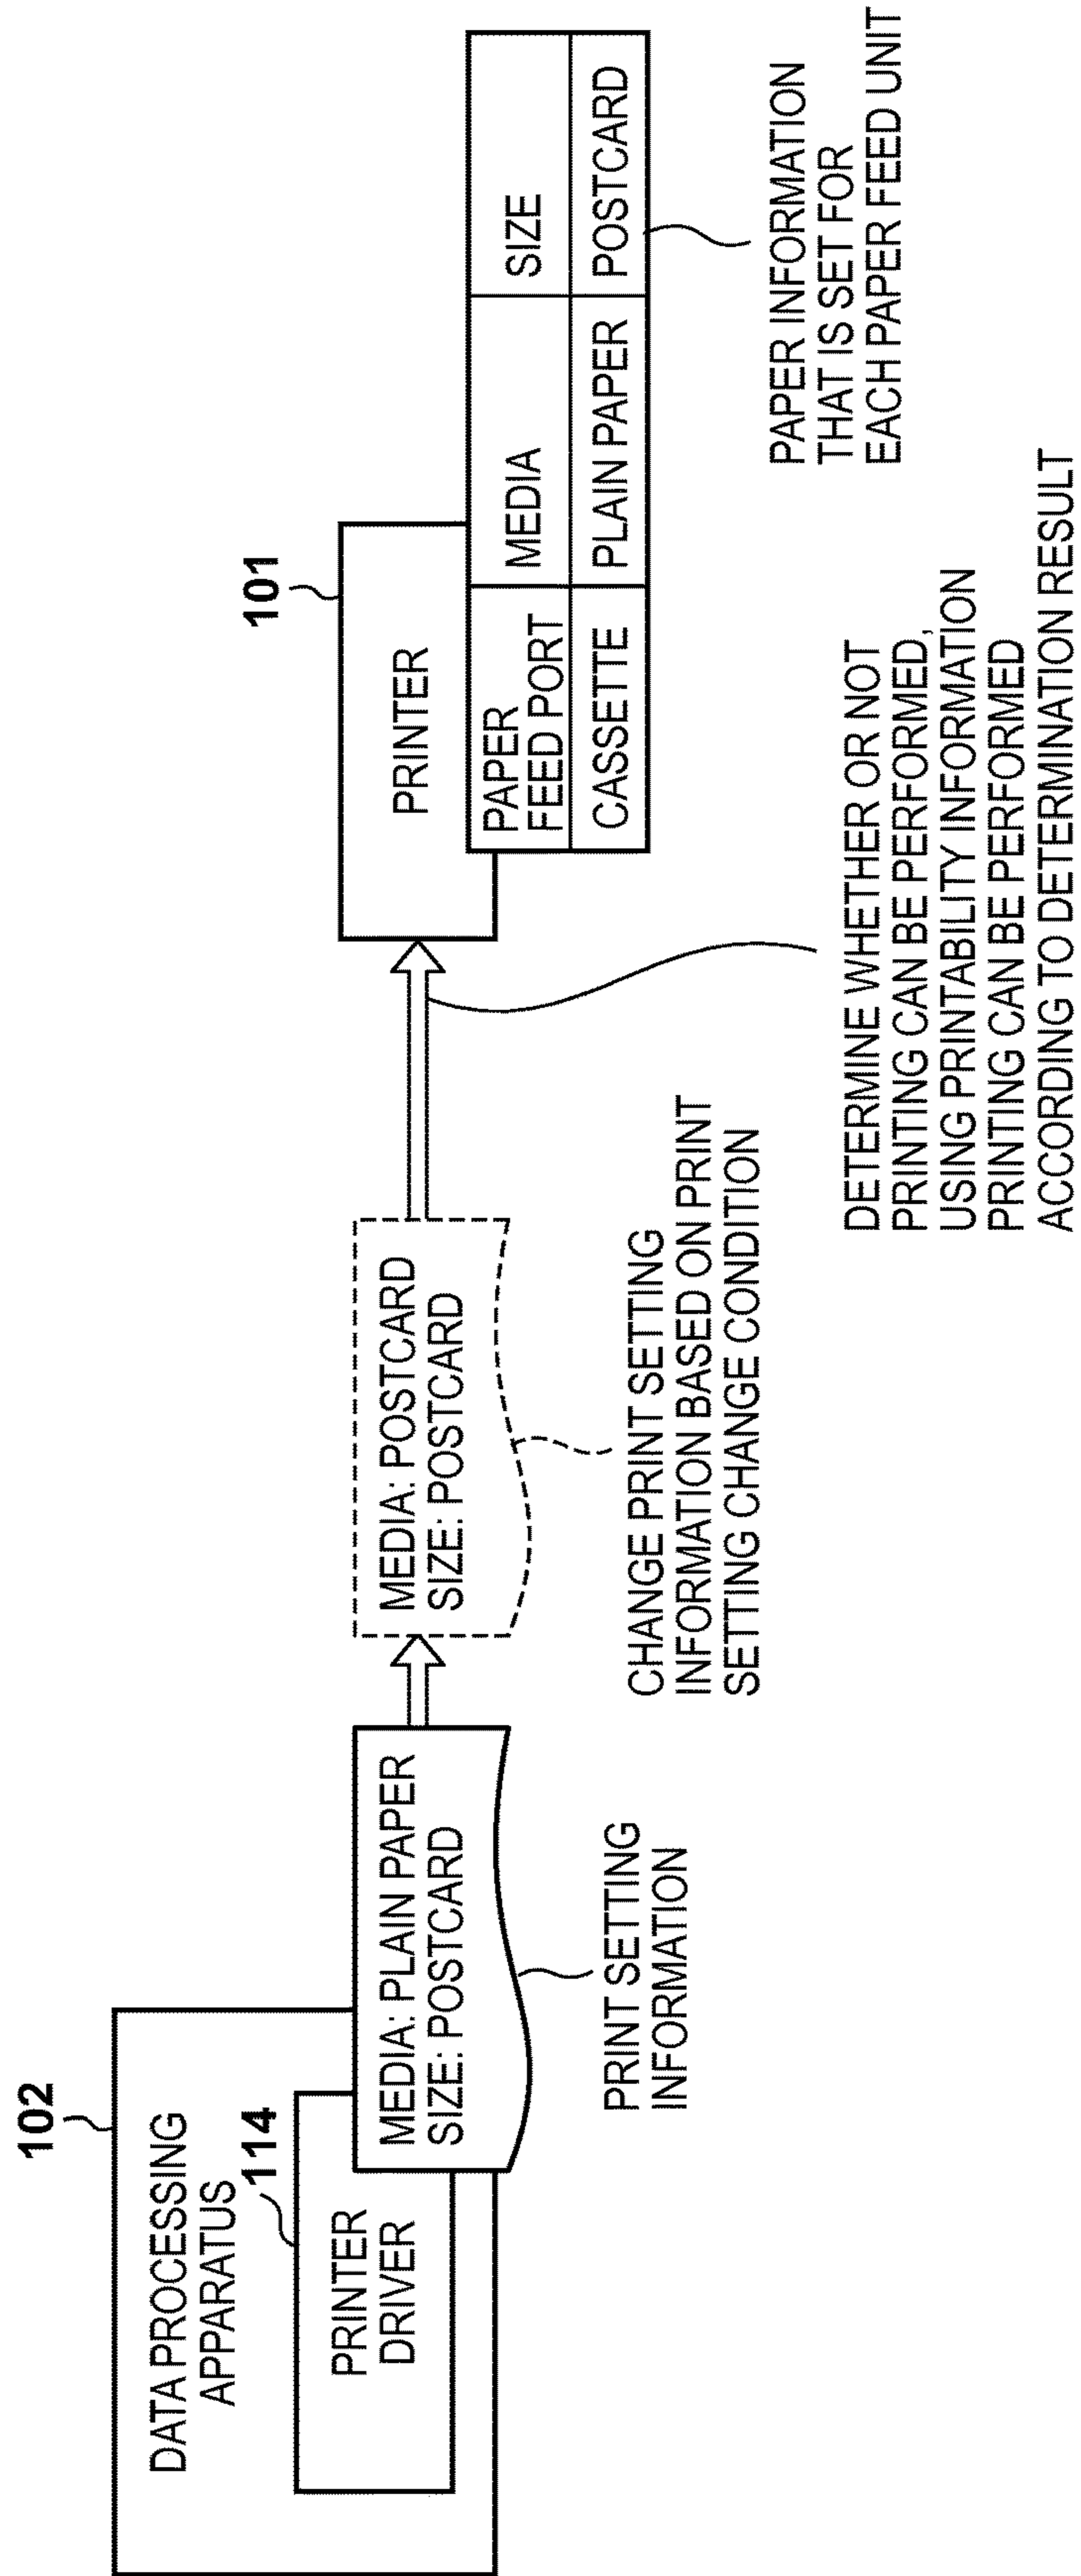 102
DATA PROCESSING
APPARATUS
114
PRINTER
DRIVER
MEDIA: PLAIN PAPER
SIZE: POSTCARD
PRINT SETTING
INFORMATION
MEDIA: POSTCARD
SIZE: POSTCARD
CHANGE PRINT SETTING
INFORMATION BASED ON PRINT
SETTING CHANGE CONDITION
101
PRINTER
PAPER
FEED PORT
MEDIA
SIZE
CASSETTE
PLAIN PAPER
POSTCARD
PAPER INFORMATION
THAT IS SET FOR
EACH PAPER FEED UNIT
DETERMINE WHETHER OR NOT
PRINTING CAN BE PERFORMED,
USING PRINTABILITY INFORMATION
PRINTING CAN BE PERFORMED
ACCORDING TO DETERMINATION RESULT